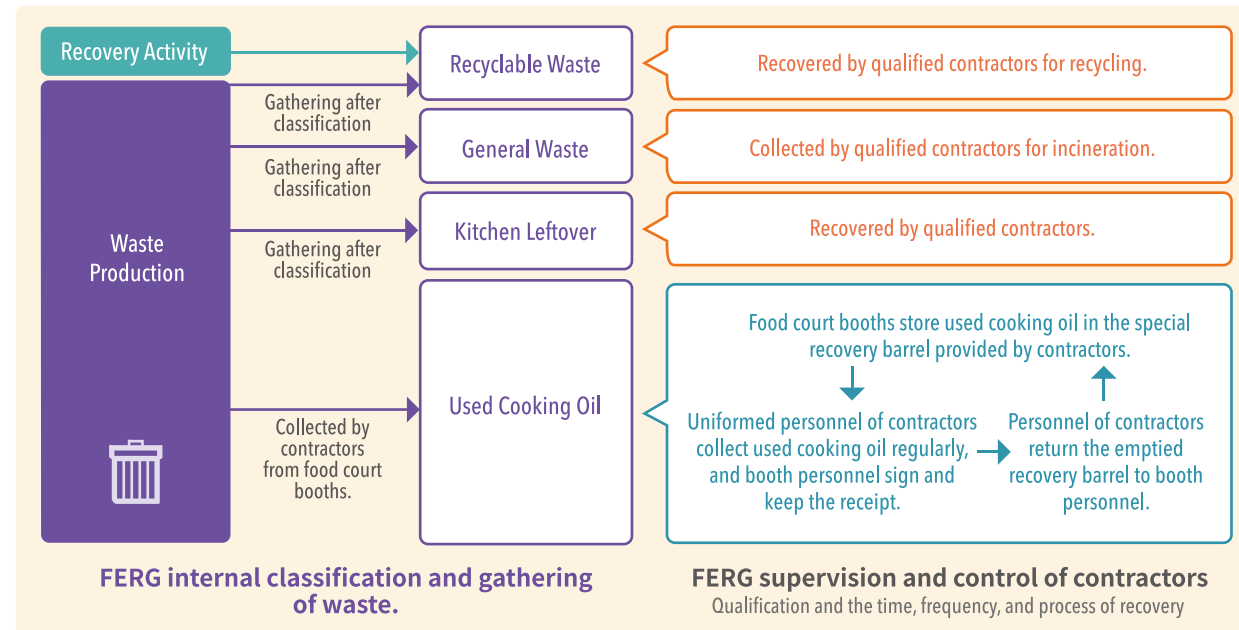 Recovery Activity
Recyclable Waste
Recovered by qualified contractors for recycling.
Gathering after
classification
General Waste
Collected by qualified contractors for incineration.
Gathering after
classification
Kitchen Leftover
Recovered by qualified contractors.
Gathering after
classification
Waste
Production
Used Cooking Oil
Collected by
contractors
from food court
booths.
Food court booths store used cooking oil in the special
recovery barrel provided by contractors.
Uniformed personnel of contractors
collect used cooking oil regularly,
and booth personnel sign and
keep the receipt.
Personnel of contractors
return the emptied
recovery barrel to booth
personnel.
FERG internal classification and gathering
of waste.
FERG supervision and control of contractors
Qualification and the time, frequency, and process of recovery